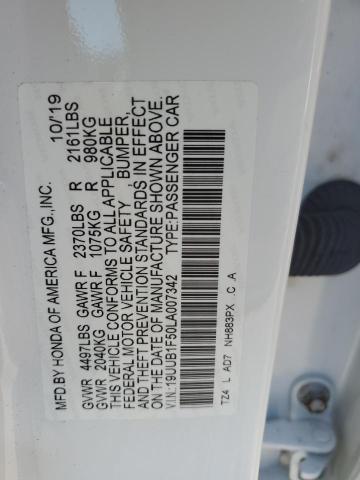 MFD BY HONDA OF AMERICA MFG.,INC. 10/'19
GVWR 4497LBS GAWR F 2370LBS R 2161LBS
GVWR 2040KG GAWR F 1075KG R 980KG
THIS VEHICLE CONFORMS TO ALL APPLICABLE
FEDERAL MOTOR VEHICLE SAFETY BUMPER,
AND THEFT PREVENTION STANDARDS IN EFFECT
ON THE DATE OF MANUFACTURE SHOWN ABOVE.
V.I.N.:19UUB1F50LA007342 TYPE:PASSENGER CAR
TZ4 L AD7 NH883PX .C A